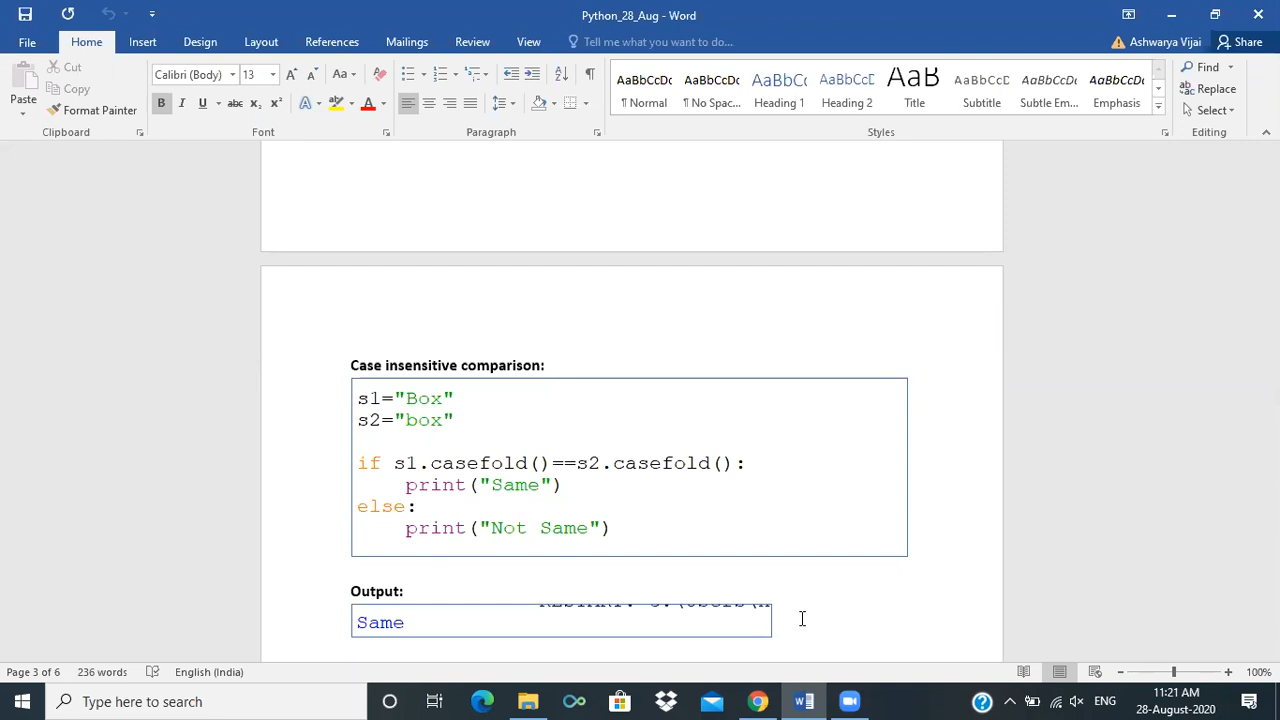 Python_28_Aug - Word
File Home Insert Design Layout References Mailings Review View Tell me what you want to do... Ashwarya Vijai Share
Paste Cut Copy Format Painter
Calibri (Body) 13
AaBbCcDc AaBbCcDc AaBbCc AaBbCcD AaB AaBbCcD AaBbCcDc AaBbCcDc
¶ Normal ¶ No Spac... Heading 1 Heading 2 Title Subtitle Subtle Em... Emphasis
Find
Replace
Select
Clipboard Font Paragraph Styles Editing
Case insensitive comparison:
s1="Box"
s2="box"
if s1.casefold()==s2.casefold():
print("Same")
else:
print("Not Same")
Output:
Same
Page 3 of 6 236 words English (India) 100%
Type here to search
ENG
11:21 AM
28-August-2020